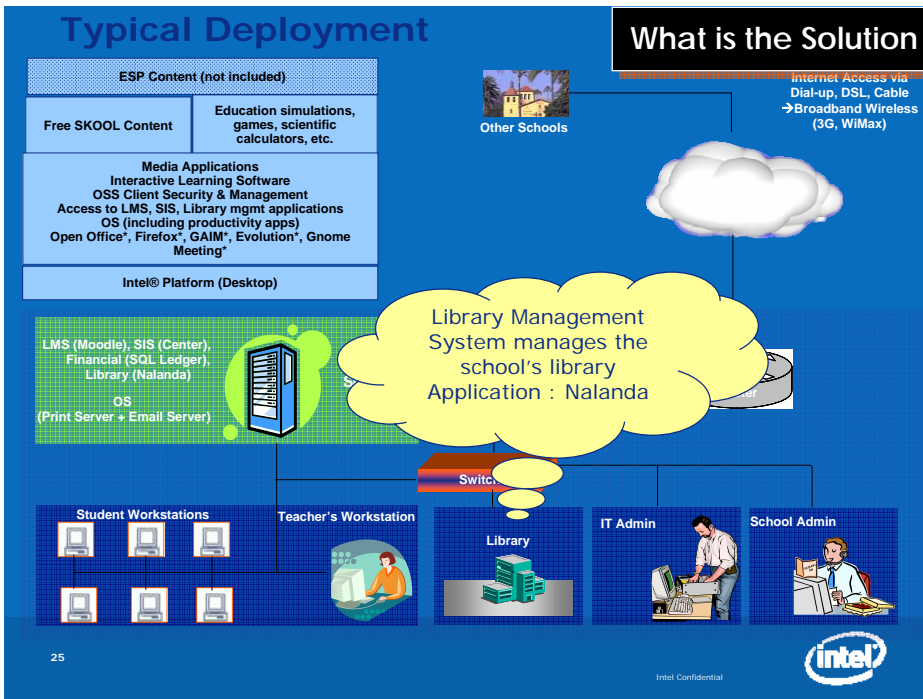 Typical Deployment
What is the Solution
ESP Content (not included)
Free SKOOL Content
Education simulations,
games, scientific
calculators, etc.
Media Applications
Interactive Learning Software
OSS Client Security & Management
Access to LMS, SIS, Library mgmt applications
OS (including productivity apps)
Open Office*, Firefox*, GAIM*, Evolution*, Gnome
Meeting*
Intel® Platform (Desktop)
Other Schools
Internet Access via
Dial-up, DSL, Cable
→Broadband Wireless
(3G, WiMax)
LMS (Moodle), SIS (Center),
Financial (SQL Ledger),
Library (Nalanda)
OS
(Print Server + Email Server)
Library Management
System manages the
school's library
Application : Nalanda
Switch
Student Workstations
Teacher's Workstation
Library
IT Admin
School Admin
25
Intel Confidential
intel®